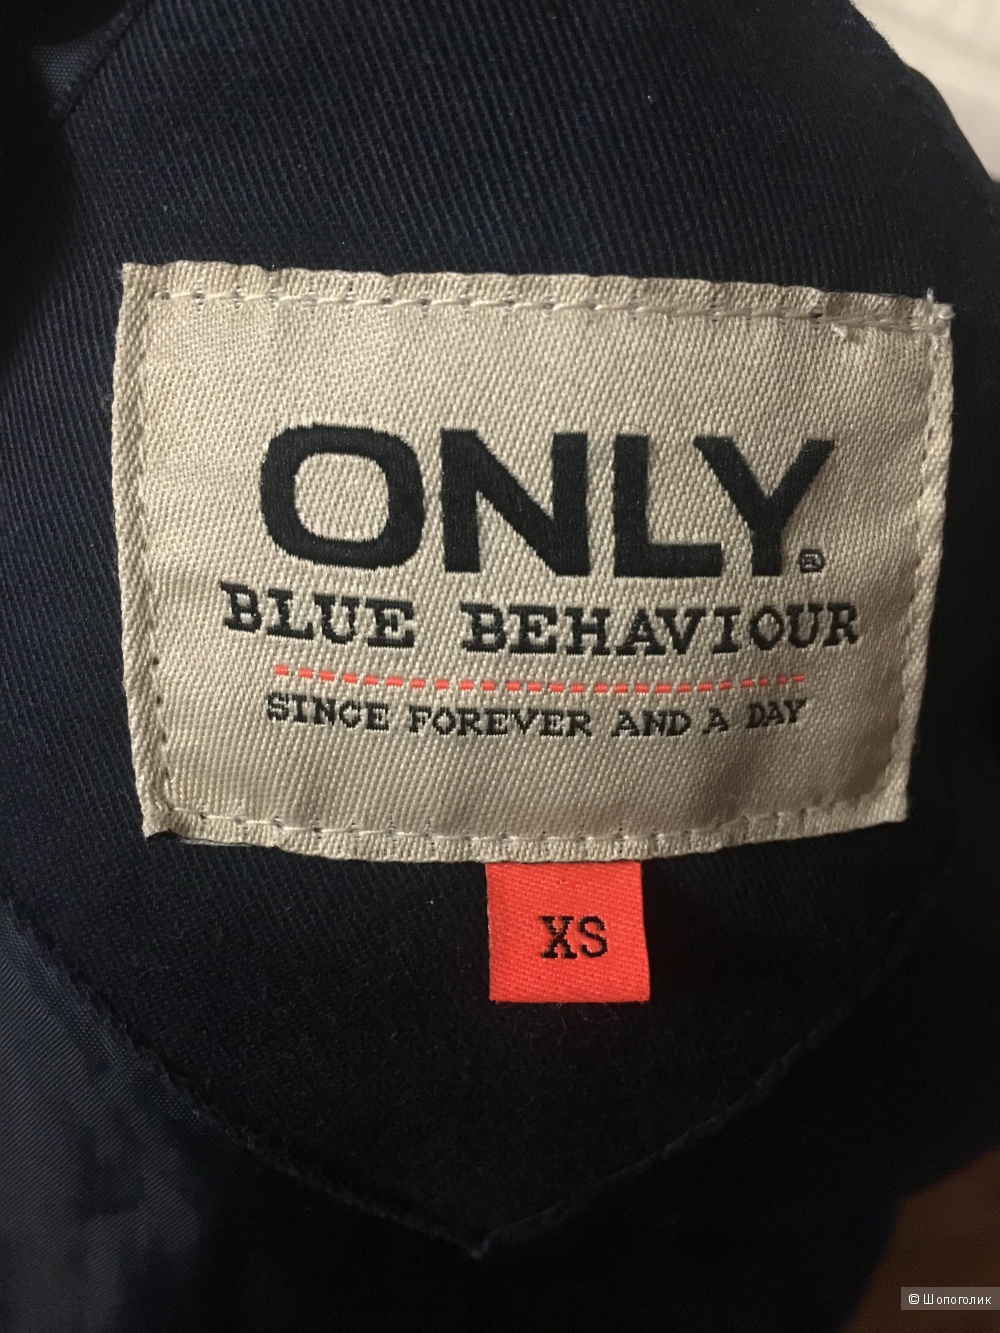 ONLY®
BLUE BEHAVIOUR
SINCE FOREVER AND A DAY
XS
© Шопоголик